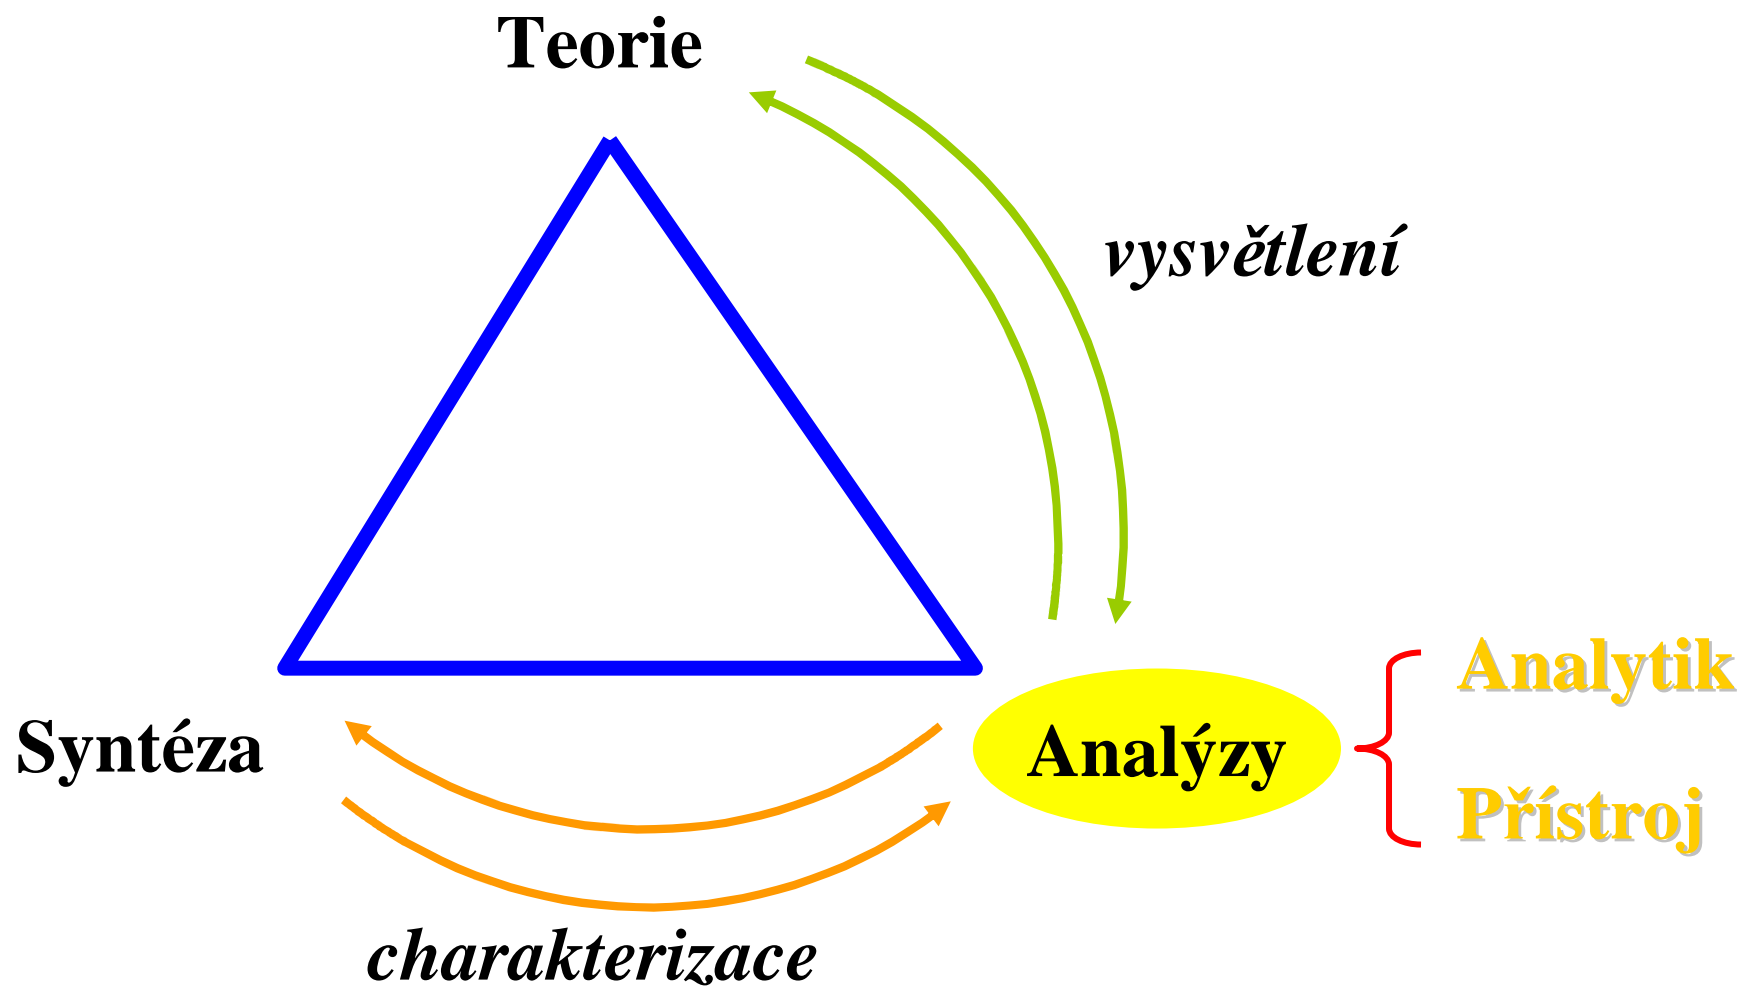 Teorie
vysvětlení
Analytik
Syntéza
Analýzy
Přístroj
charakterizace